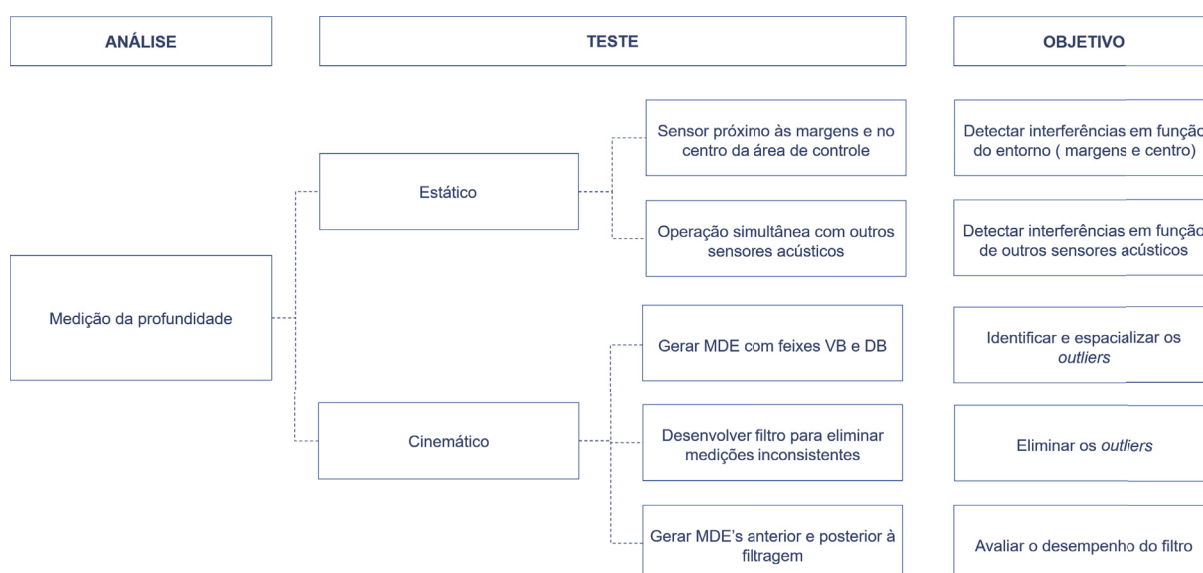 ANÁLISE
TESTE
OBJETIVO
Sensor próximo às margens e no
centro da área de controle
Detectar interferências em função
do entorno ( margens e centro)
Estático
Operação simultânea com outros
sensores acústicos
Detectar interferências em função
de outros sensores acústicos
Medição da profundidade
Gerar MDE com feixes VB e DB
Identificar e espacializar os
outliers
Cinemático
Desenvolver filtro para eliminar
medições inconsistentes
Eliminar os outliers
Gerar MDE's anterior e posterior à
filtragem
Avaliar o desempenho do filtro